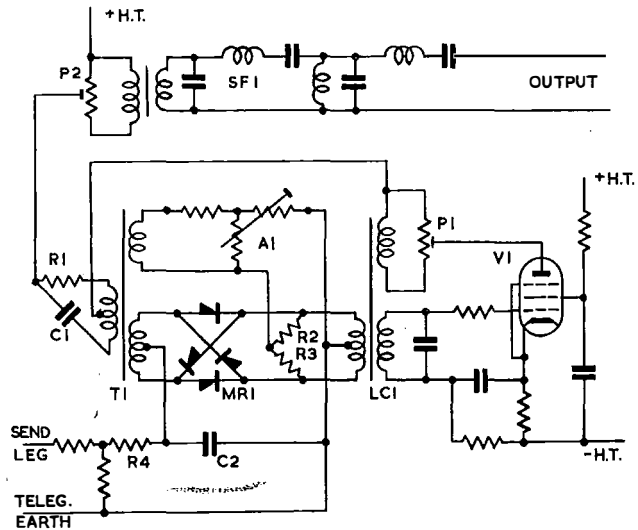 +H.T.
P2
SF1
OUTPUT
+H.T.
P1
R1
A1
V1
C1
R2
R3
T1
MR1
LC1
SEND
LEG
R4
C2
-H.T.
TELEG.
EARTH